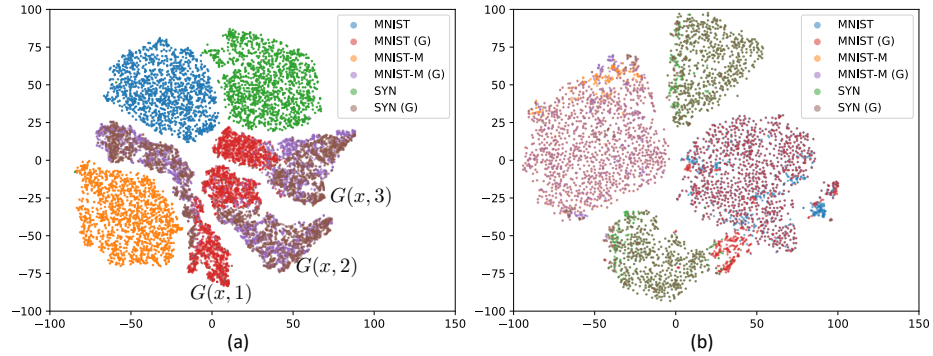 100
75
50
25
0
−25
−50
−75
−100
−100
−50
0
50
100
150
MNIST
MNIST (G)
MNIST-M
MNIST-M (G)
SYN
SYN (G)
G(x, 3)
G(x, 2)
G(x, 1)
(a)
100
75
50
25
0
−25
−50
−75
−100
−100
−50
0
50
100
150
MNIST
MNIST (G)
MNIST-M
MNIST-M (G)
SYN
SYN (G)
(b)